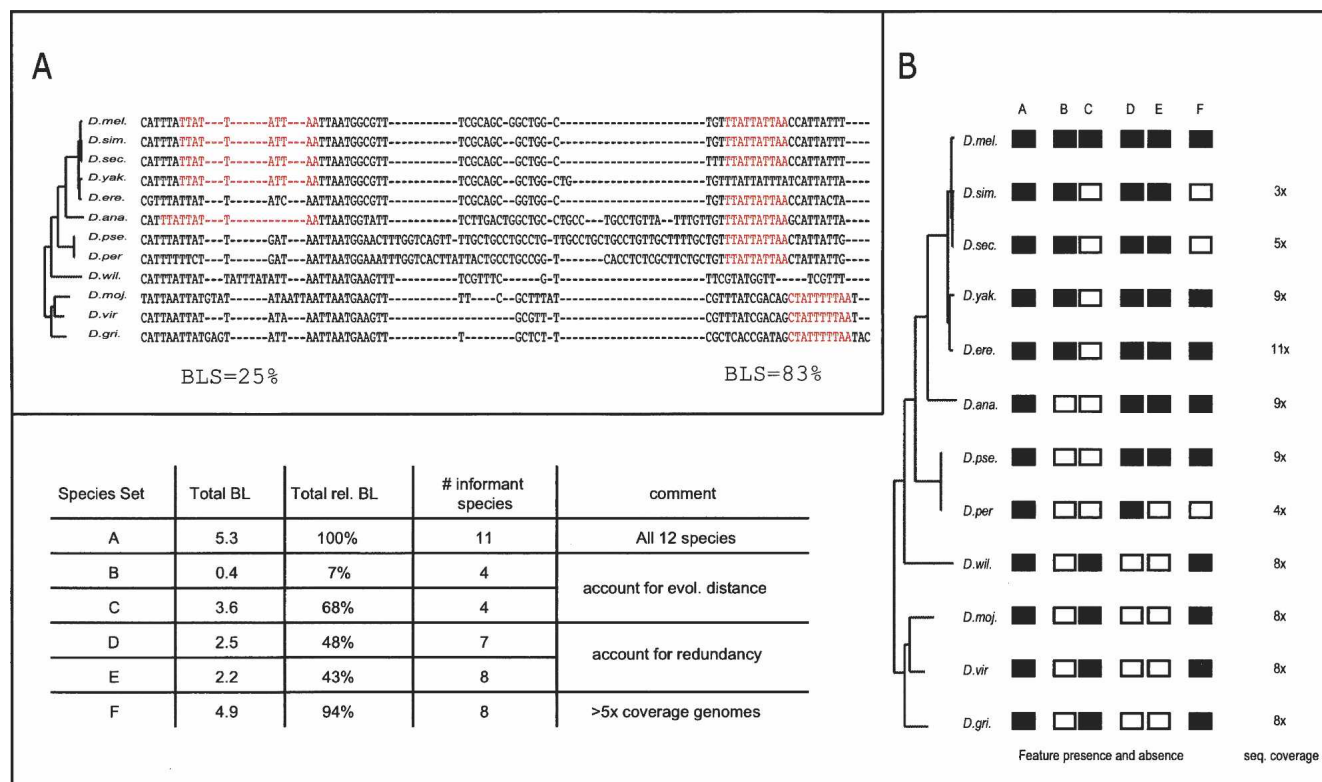 A
D.mel. CATTTATTAT---T-------ATT----AATTAATGGCGTT---------------------TCGCAGC-GGCTGG-C---------------------------TGTTTATTATTAACCATTATTT----
D.sim. CATTTATTAT---T-------ATT----AATTAATGGCGTT---------------------TCGCAGC-GGCTGG-C---------------------------TGTTTATTATTAACCATTATTT----
D.sec. CATTTATTAT---T-------ATT----AATTAATGGCGTT---------------------TCGCAGC-GGCTGG-C---------------------------TTTTTATTATTAACCATTATTT----
D.yak. CATTTATTAT---T-------ATT----AATTAATGGCGTT---------------------TCGCAGC---GCTGG-CTG-------------------------TGTTTATTATTTATCATTATTA----
D.ere. CGTTTATTAT---T-------ATC----AATTAATGGCGTT---------------------TCGCAGC---GCTGG-C---------------------------TGTTTATTATTAACCATTACTA----
D.ana. CATTTATTAT---T--------------AATTAATGGTATT---------------------TCTTGACTGGCTGC-CTGCC---TGCCTGTTA--TTTGTTGTTTATTATTAAGCATTATTA----
D.pse. CATTTATTAT---T-------GAT----AATTAATGGAACTTTGGTCAGTT-TTGCTGCCTGCCTG-TTGCCTGCTGCCTGTTGCTTTTGCTGTTTATTATTAACTATTATTG----
D.per CATTTTTTCT---T-------GAT----AATTAATGGAAATTTGGTCACTTATTACTGCCTGCCGG-T------CACCTCTCGCTTCTGCTGTTTATTATTAACTATTATTG----
D.wil. CATTTATTAT---TATTTATATT---AATTAATGAAGTTT-------------TCGTTTC----G-T---------------------------TTCGTATGGTT-----TCGTTT----
D.moj. TATTAATTATGTAT------ATAATTAATTAATGAAGTT---------------TT---C-GCTTTAT--------------------------CGTTTATCGACAGCTATTTTTAAT--
D.vir CATTAATTAT---T------ATA----AATTAATGAAGTT----------------------GCGTT-T--------------------------CGTTTATCGACAGCTATTTTTAAT--
D.gri. CATTAATTATGAGT------ATT----AATTAATGAAGTT---------------T------GCTCT-T--------------------------CGCTCACCGATAGCTATTTTTAATAC
BLS=25% BLS=83%
Species Set Total BL Total rel. BL # informant species comment
A 5.3 100% 11 All 12 species
B 0.4 7% 4 account for evol. distance
C 3.6 68% 4
D 2.5 48% 7 account for redundancy
E 2.2 43% 8
F 4.9 94% 8 >5x coverage genomes
B
A B C D E F
D.mel.
D.sim. 3x
D.sec. 5x
D.yak. 9x
D.ere. 11x
D.ana. 9x
D.pse. 9x
D.per 4x
D.wil. 8x
D.moj. 8x
D.vir 8x
D.gri. 8x
Feature presence and absence seq. coverage